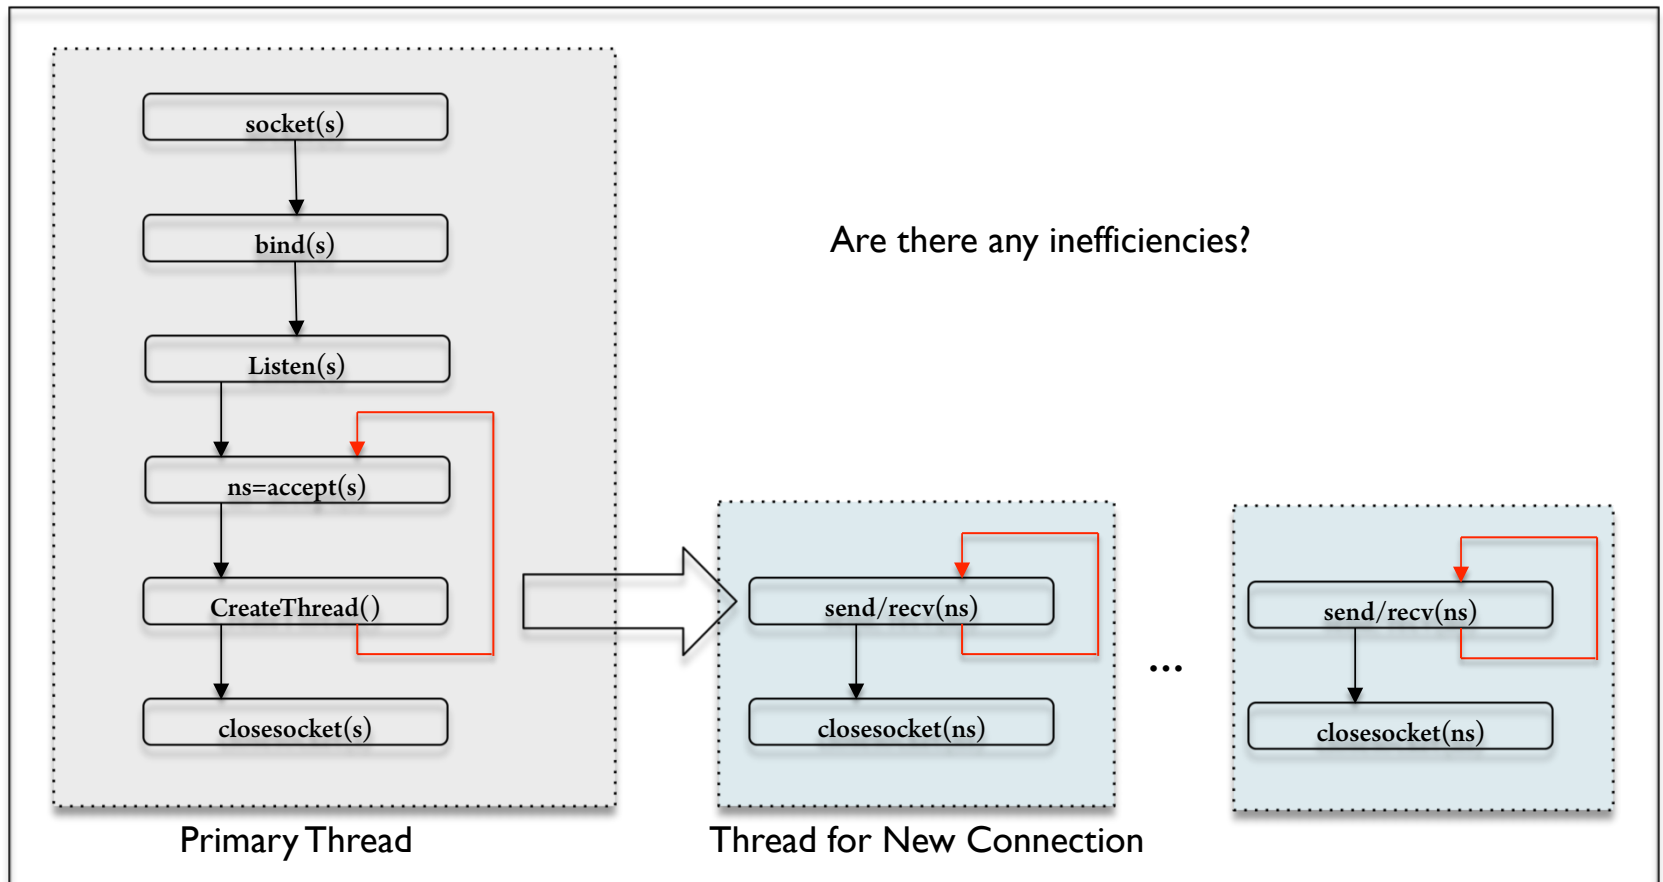 socket(s)
bind(s)
Are there any inefficiencies?
Listen(s)
ns=accept(s)
CreateThread()
closesocket(s)
Primary Thread
send/recv(ns)
closesocket(ns)
Thread for New Connection
...
send/recv(ns)
closesocket(ns)